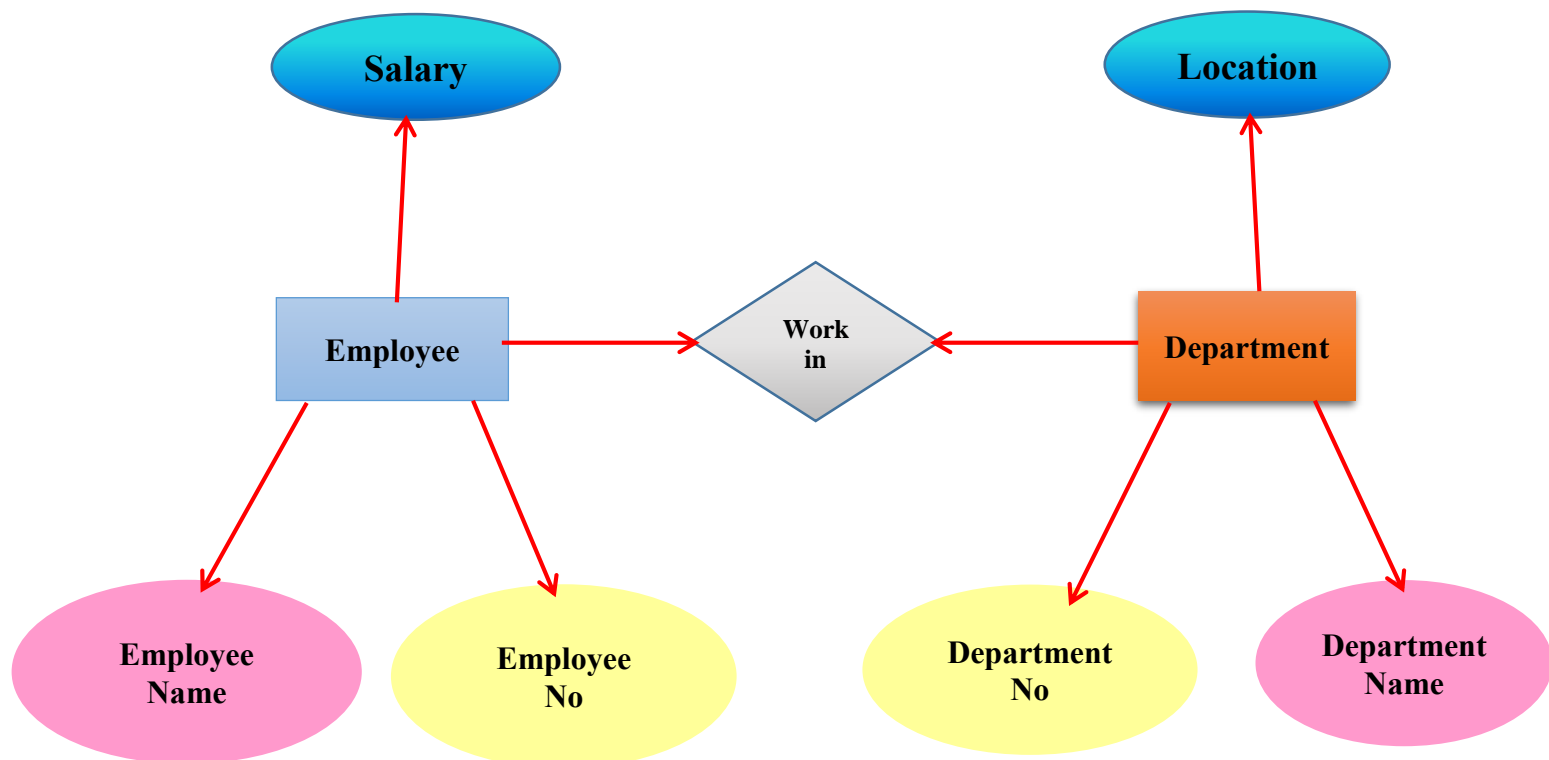 Salary
Location
Employee
Work
in
Department
Employee
Name
Employee
No
Department
No
Department
Name